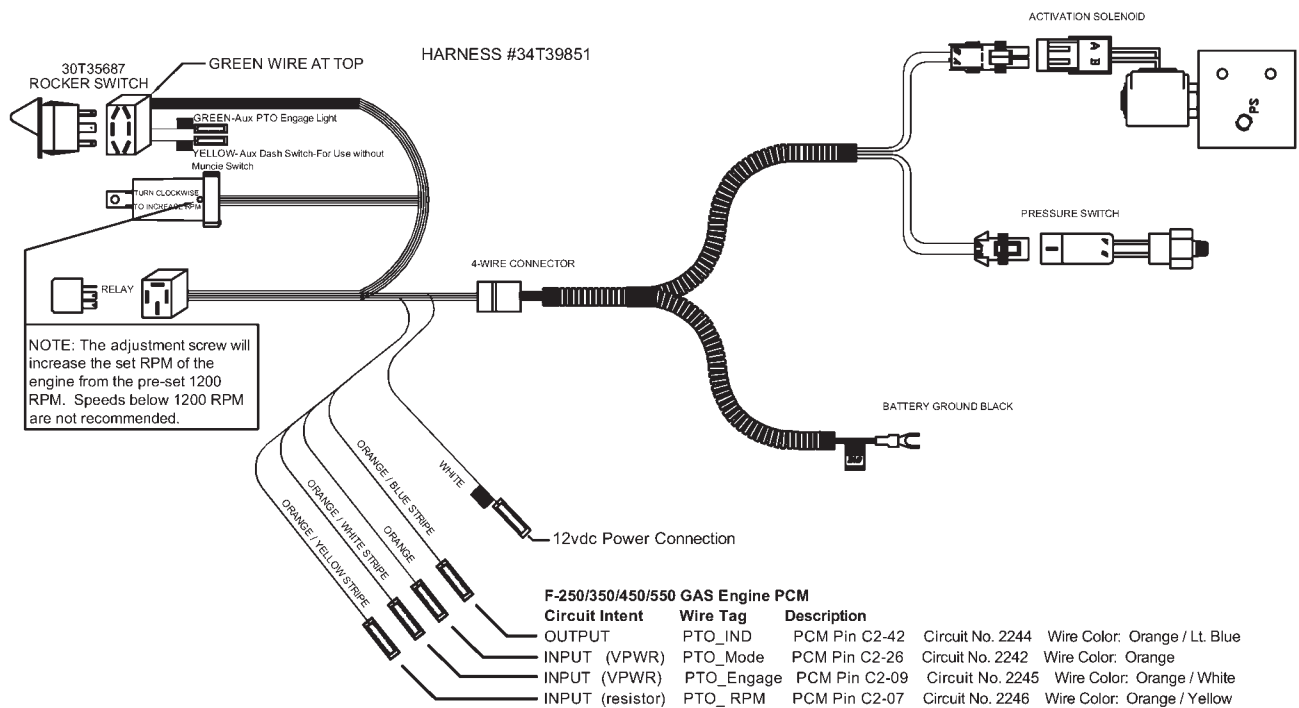 ACTIVATION SOLENOID
HARNESS #34T39851
30T35687
ROCKER SWITCH
GREEN WIRE AT TOP
B A
PS
GREEN-Aux PTO Engage Light
YELLOW- Aux Dash Switch-For Use without
Muncie Switch
TURN CLOCKWISE
TO INCREASE RPM
PRESSURE SWITCH
4-WIRE CONNECTOR
RELAY
NOTE: The adjustment screw will
increase the set RPM of the
engine from the pre-set 1200
RPM. Speeds below 1200 RPM
are not recommended.
BATTERY GROUND BLACK
WHITE
ORANGE / BLUE STRIPE
ORANGE
ORANGE / WHITE STRIPE
ORANGE / YELLOW STRIPE
12vdc Power Connection
F-250/350/450/550 GAS Engine PCM
Circuit Intent Wire Tag Description
OUTPUT PTO_IND PCM Pin C2-42 Circuit No. 2244 Wire Color: Orange / Lt. Blue
INPUT (VPWR) PTO_Mode PCM Pin C2-26 Circuit No. 2242 Wire Color: Orange
INPUT (VPWR) PTO_Engage PCM Pin C2-09 Circuit No. 2245 Wire Color: Orange / White
INPUT (resistor) PTO_ RPM PCM Pin C2-07 Circuit No. 2246 Wire Color: Orange / Yellow